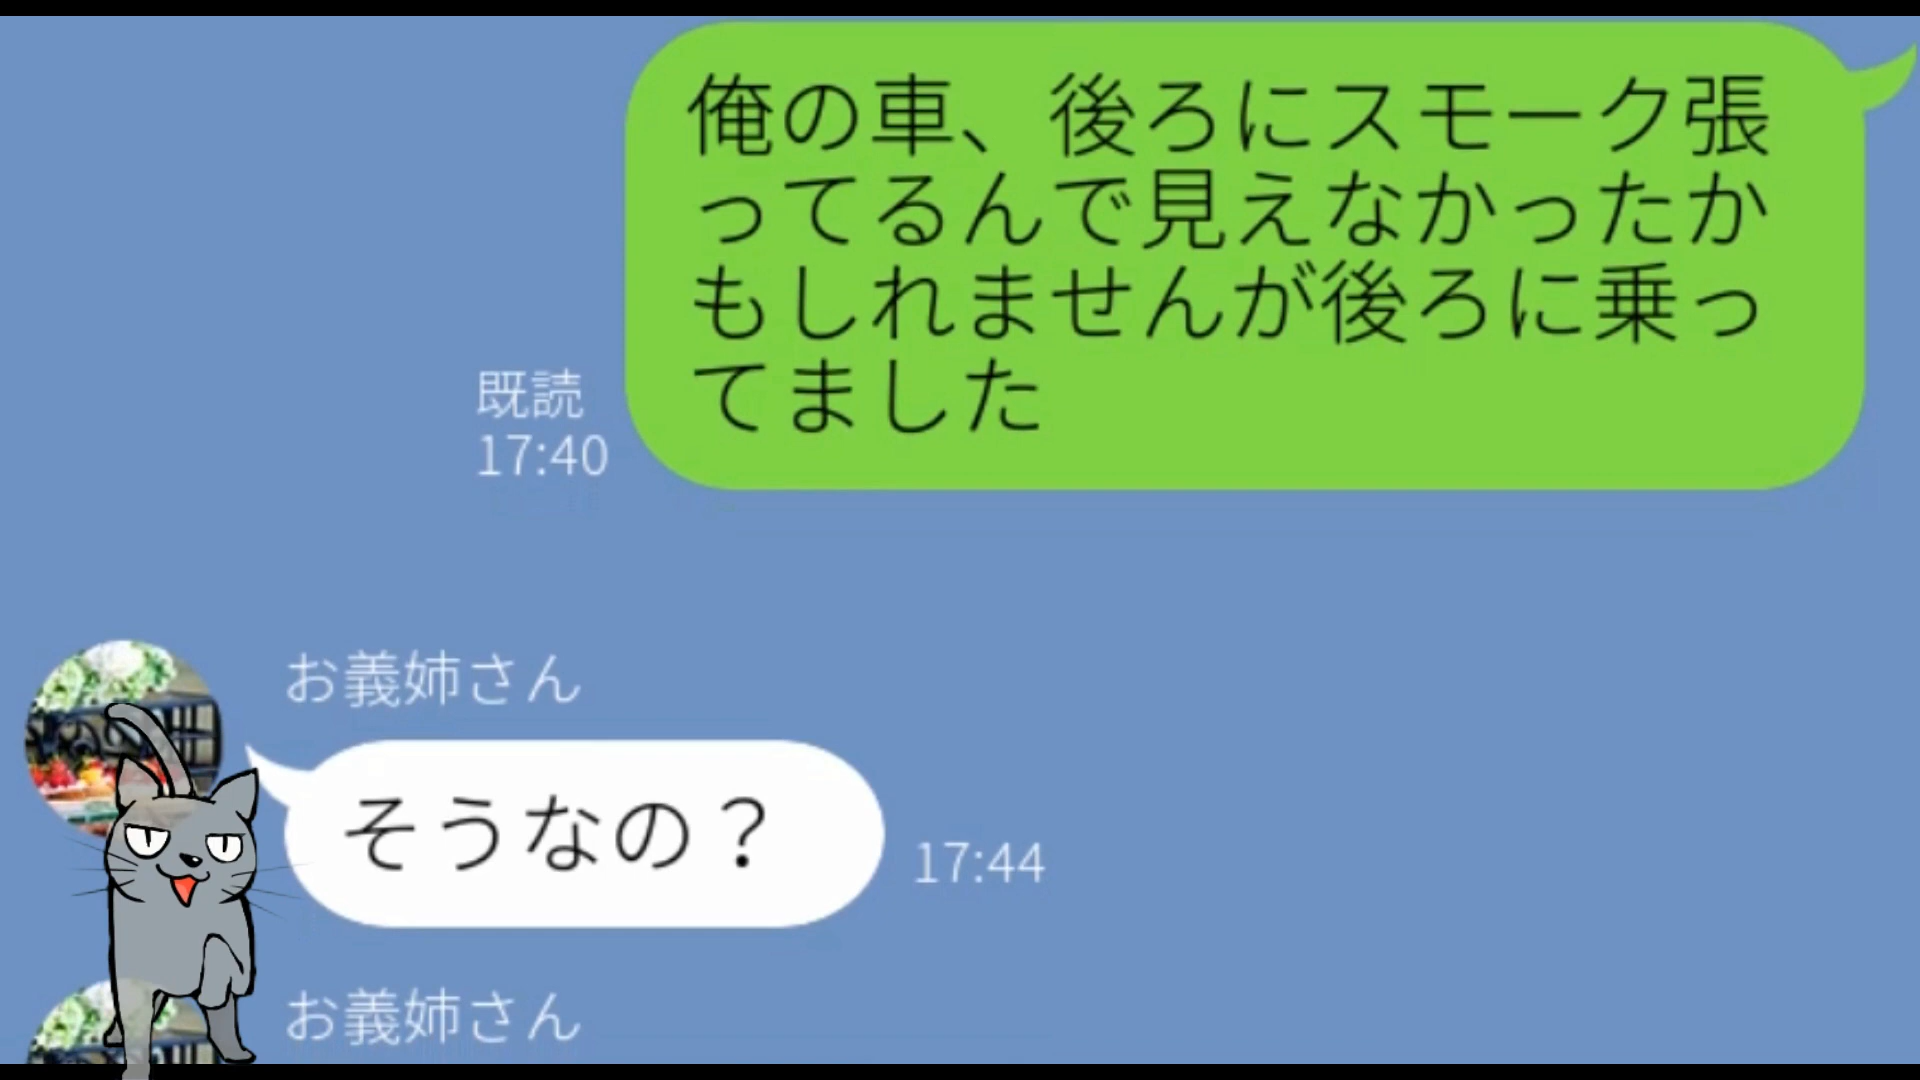 俺の車、後ろにスモーク張
ってるんで見えなかったか
もしれませんが後ろに乗っ
てました
既読
17:40
お義姉さん
そうなの？
17:44
お義姉さん